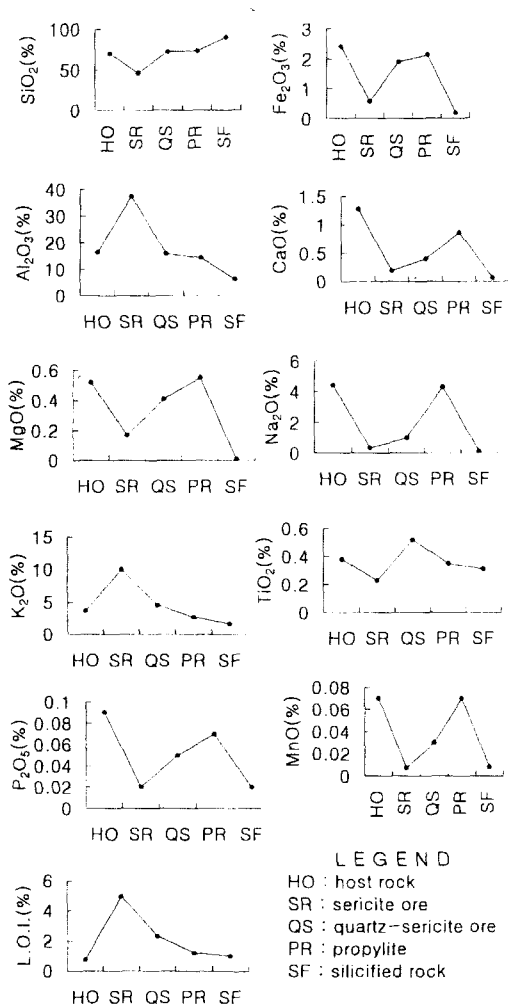 SiO₂(%)
100
50
0
HO SR QS PR SF
Fe₂O₃(%)
3
2
1
0
HO SR QS PR SF
Al₂O₃(%)
40
30
20
10
0
HO SR QS PR SF
CaO(%)
1.5
1
0.5
0
HO SR QS PR SF
MgO(%)
0.6
0.4
0.2
0
HO SR QS PR SF
Na₂O(%)
6
4
2
0
HO SR QS PR SF
K₂O(%)
15
10
5
0
HO SR QS PR SF
TiO₂(%)
0.6
0.4
0.2
0
HO SR QS PR SF
P₂O₅(%)
0.1
0.08
0.06
0.04
0.02
0
HO SR QS PR SF
MnO(%)
0.08
0.06
0.04
0.02
0
HO SR QS PR SF
L.O.I.(%)
6
4
2
0
HO SR QS PR SF
LEGEND
HO : host rock
SR : sericite ore
QS : quartz-sericite ore
PR : propylite
SF : silicified rock